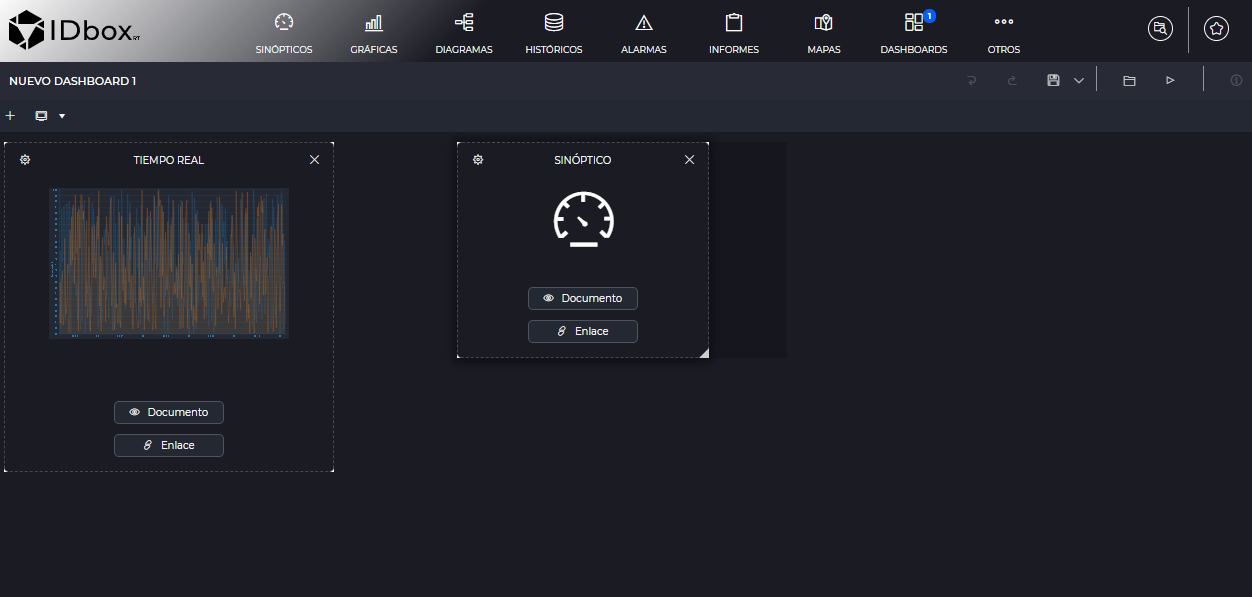 IDbox RT
SINÓPTICOS
GRÁFICAS
DIAGRAMAS
HISTÓRICOS
ALARMAS
INFORMES
MAPAS
1
DASHBOARDS
OTROS
NUEVO DASHBOARD 1
TIEMPO REAL
Documento
Enlace
SINÓPTICO
Documento
Enlace